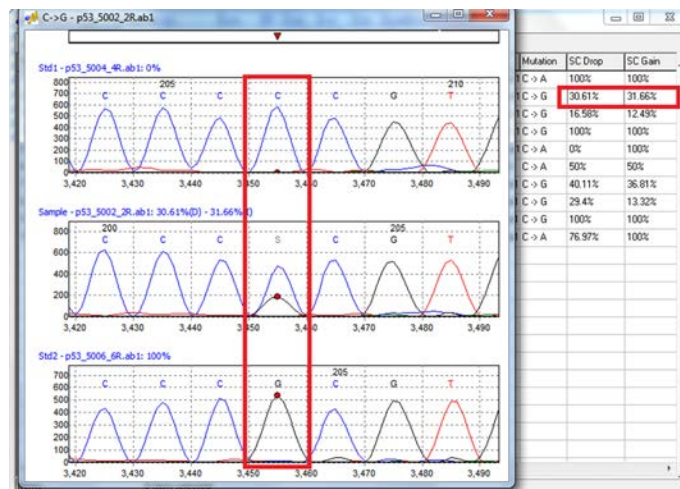 C->G - p53_5002_2R.ab1
Std1 - p53_5004_4R.ab1: 0%
205 210
C C C C C G T
800
700
600
500
400
300
200
100
0
3,420 3,430 3,440 3,450 3,460 3,470 3,480 3,490
Sample - p53_5002_2R.ab1: 30.61%(D) - 31.66%(
200 205
C C C S C G T
800
600
400
200
0
3,420 3,430 3,440 3,450 3,460 3,470 3,480 3,490
Std2 - p53_5006_6R.ab1: 100%
205
C C C G C G T
700
600
500
400
300
200
100
0
3,420 3,430 3,440 3,450 3,460 3,470 3,480 3,490
Mutation SC Drop SC Gain
C -> A 100% 100%
C -> G 30.61% 31.66%
C -> G 16.58% 12.49%
C -> G 100% 100%
C -> A 0% 100%
C -> A 50% 50%
C -> G 40.11% 36.81%
C -> G 29.4% 13.32%
C -> G 100% 100%
C -> A 76.97% 100%